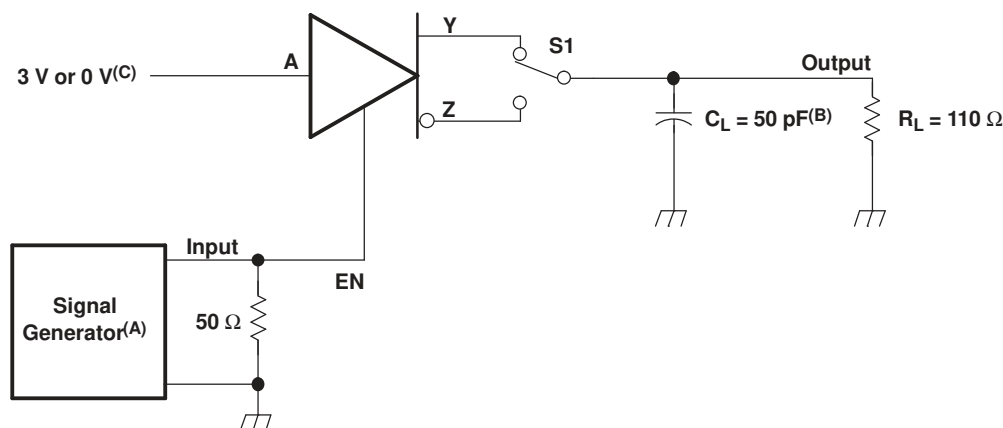 Y
S1
3 V or 0 V(C)
A
Output
Z
CL = 50 pF(B)
RL = 110 Ω
Input
EN
Signal
Generator(A)
50 Ω